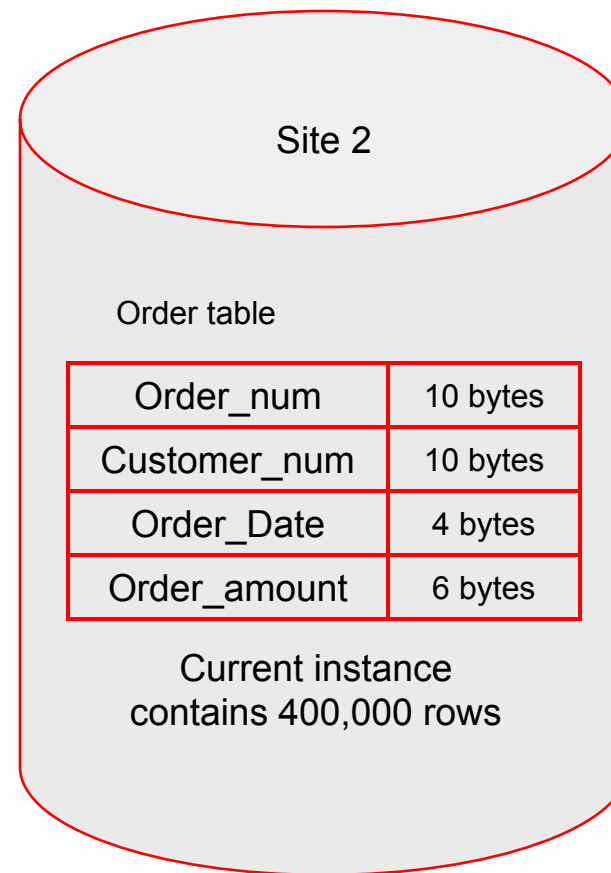 Site 2
Order table
Order_num 10 bytes
Customer_num 10 bytes
Order_Date 4 bytes
Order_amount 6 bytes
Current instance
contains 400,000 rows